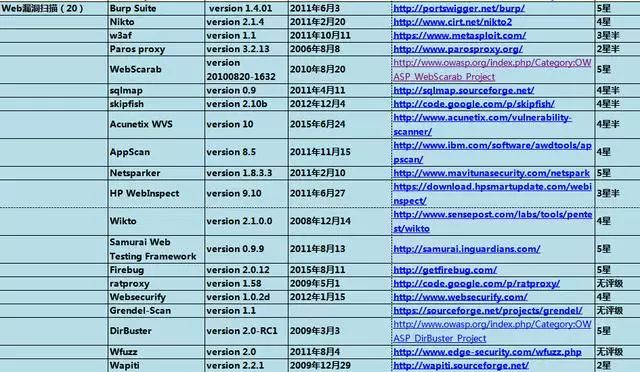 Web漏洞扫描（20） Burp Suite version 1.4.01 2011年6月3 http://portswigger.net/burp/ 5星
Nikto version 2.1.4 2011年2月20 http://www.cirt.net/nikto2 4星
w3af version 1.1 2011年10月11 https://www.metasploit.com/ 3星半
Paros proxy version 3.2.13 2006年8月8 http://www.parosproxy.org/ 2星半
WebScarab version 20100820-1632 2010年8月20 http://www.owasp.org/index.php/Category:OW
ASP_WebScarab_Project 5星
sqlmap version 0.9 2011年4月11 http://sqlmap.sourceforge.net/ 4星半
skipfish version 2.10b 2012年12月4 http://code.google.com/p/skipfish/ 4星半
Acunetix WVS version 10 2015年6月24 http://www.acunetix.com/vulnerability-
scanner/ 4星半
AppScan version 8.5 2011年11月15 http://www.ibm.com/software/awdtools/ap
pscan/ 4星
Netsparker version 1.8.3.3 2011年2月10 http://www.mavitunasecurity.com/netspark 5星
HP WebInspect version 9.10 2011年6月27 https://download.hpsmartupdate.com/webi
nspect/ 3星半
Wikto version 2.1.0.0 2008年12月14 http://www.sensepost.com/labs/tools/pente
st/wikto 4星
Samurai Web
Testing Framework version 0.9.9 2011年8月13 http://samurai.inguardians.com/ 5星
Firebug version 2.0.12 2015年8月11 http://getfirebug.com/ 5星
ratproxy version 1.58 2009年5月1 http://code.google.com/p/ratproxy/ 无评级
Websecurify version 1.0.2d 2012年1月15 http://www.websecurify.com/ 4星
Grendel-Scan version 1.1 https://sourceforge.net/projects/grendel/ 无评级
DirBuster version 2.0-RC1 2009年3月3 http://www.owasp.org/index.php/Category:OW
ASP_DirBuster_Project 5星
Wfuzz version 2.0 2011年8月4 http://www.edge-security.com/wfuzz.php 无评级
Wapiti version 2.2.1 2009年12月29 http://wapiti.sourceforge.net/ 2星